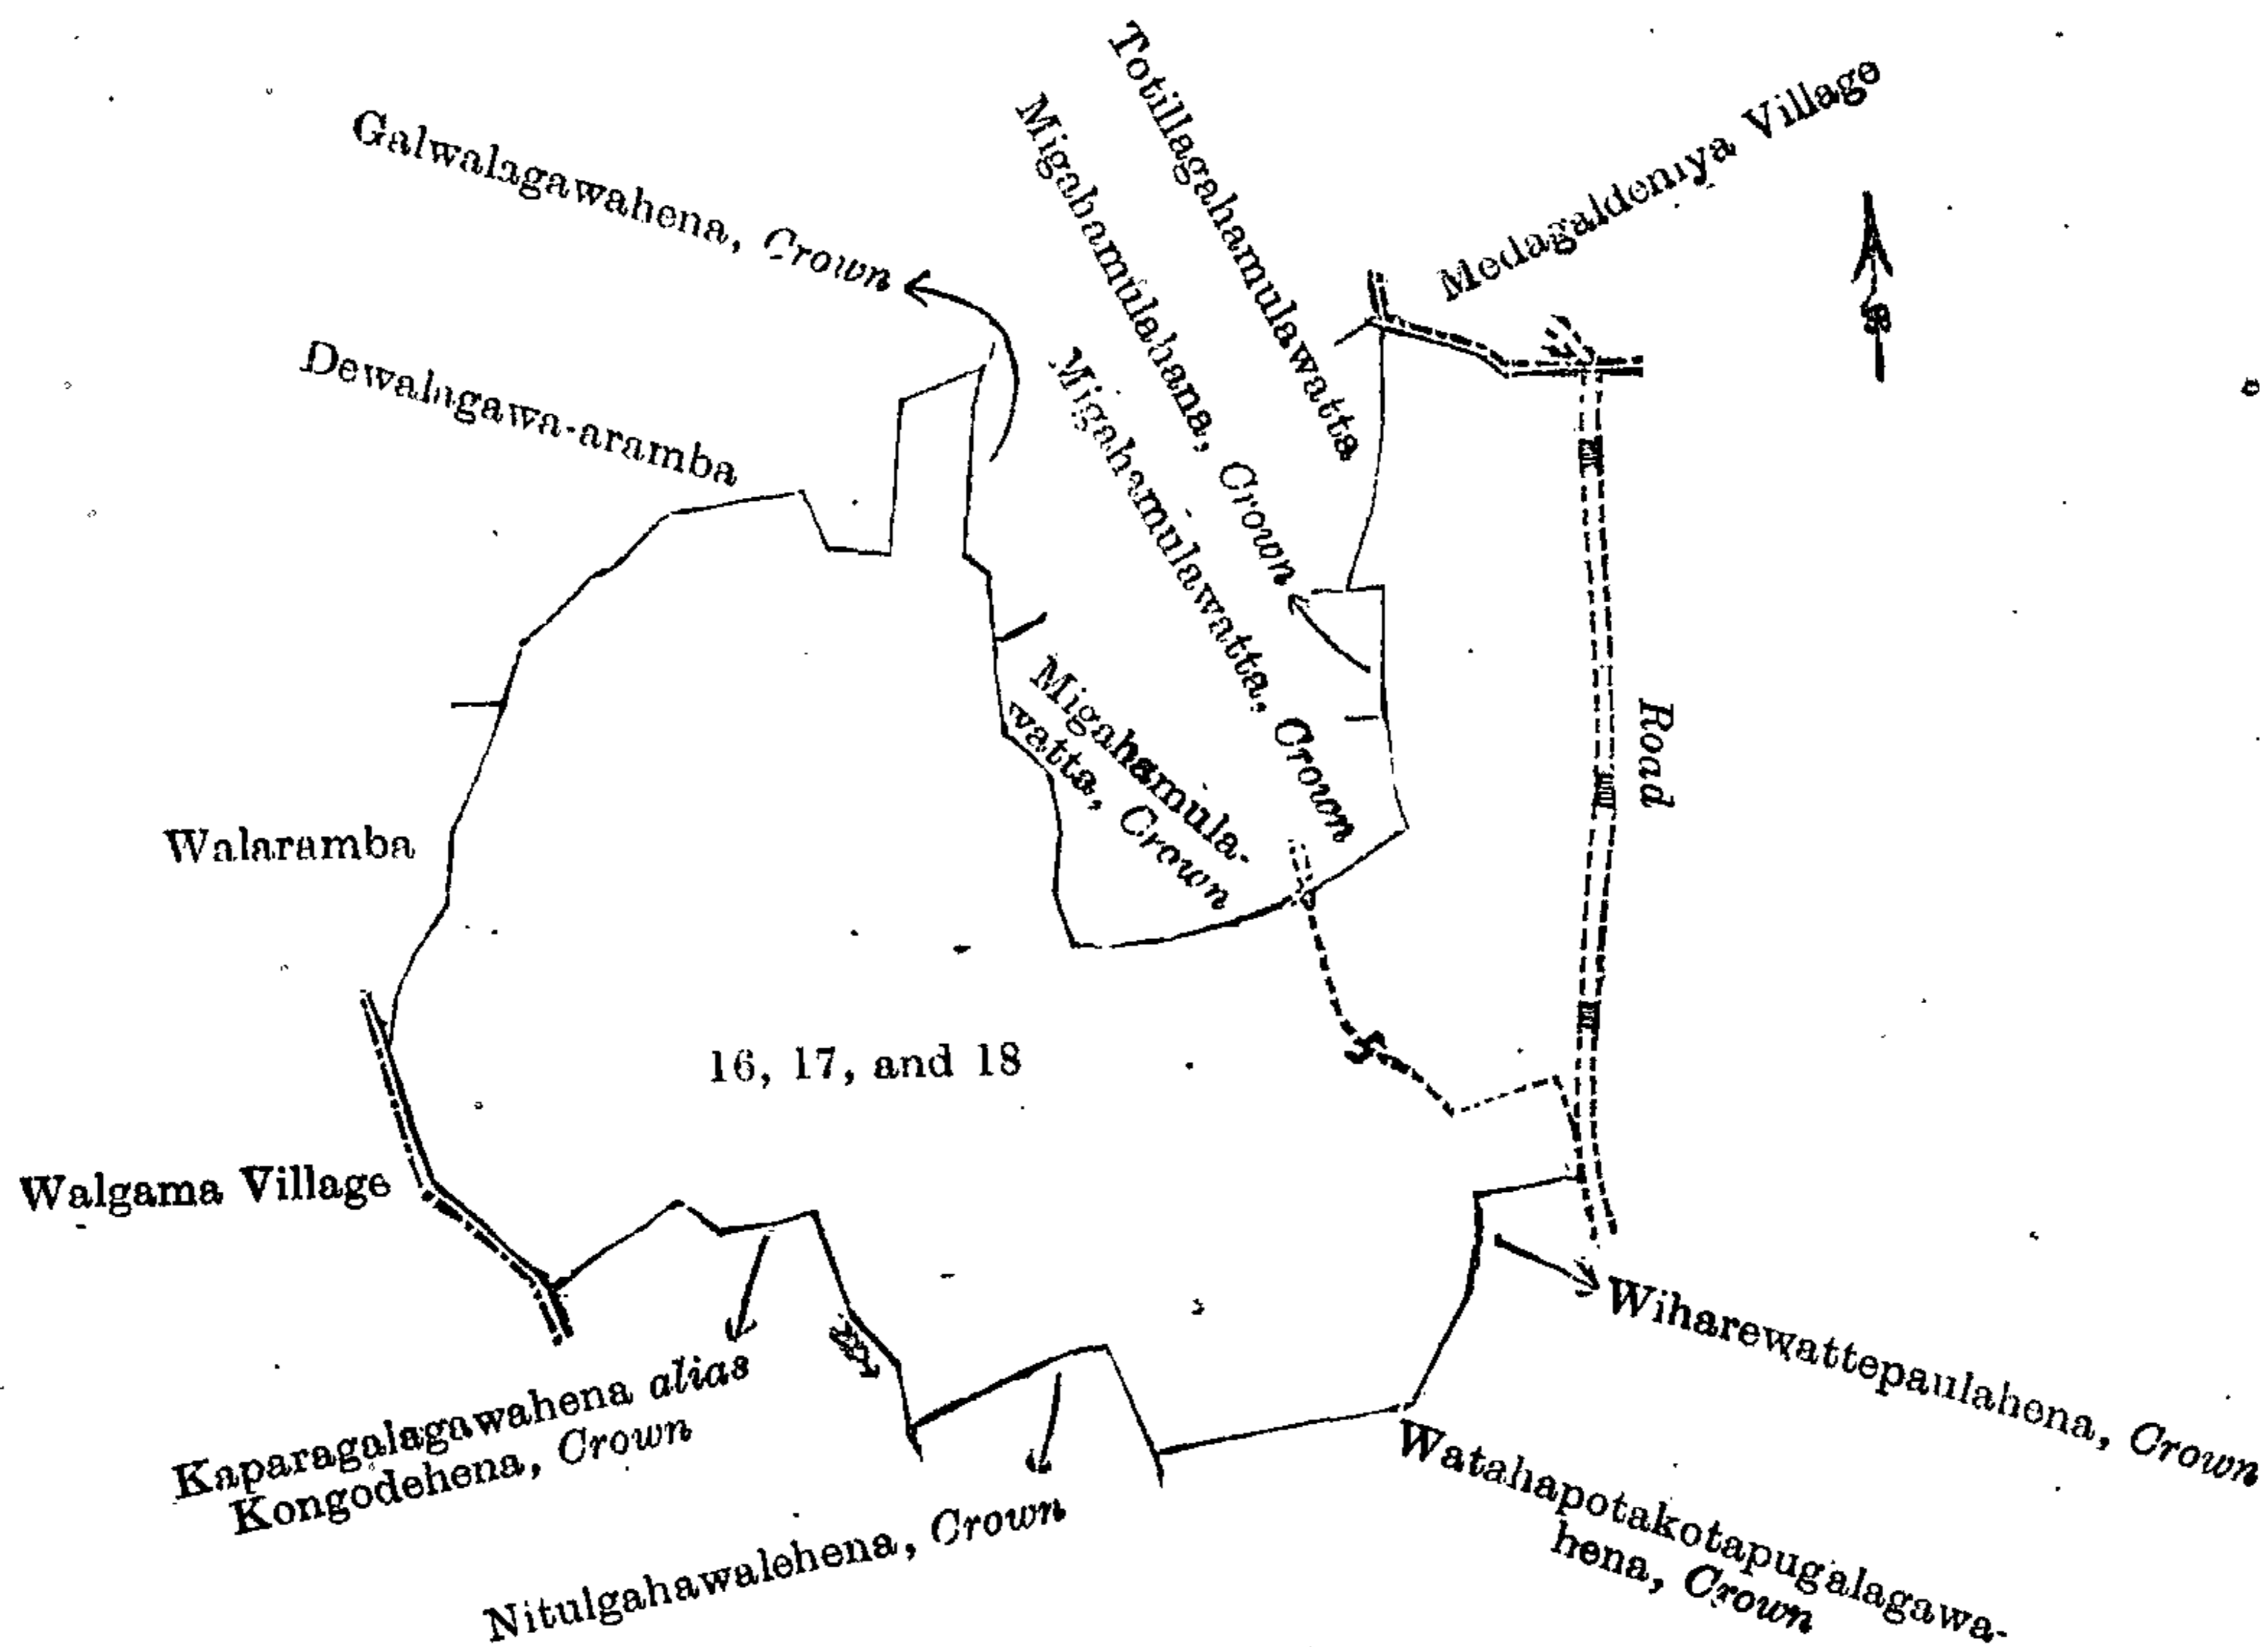 Totillagahamulawatta
Migahamulahana, Crown
Medagaldeniya Village
Galwalagawahena, Crown
Dewalagawa-aramba
Migahamulawatta, Crown
Migahamula-
watta, Crown
Road
Walaramba
16, 17, and 18
Walgama Village
Wiharewattepaulahena, Crown
Kaparagalagawahena alias
Kongodehena, Crown
Watahapotakotapugalagawa-
hena, Crown
Nitulgahawalehena, Crown